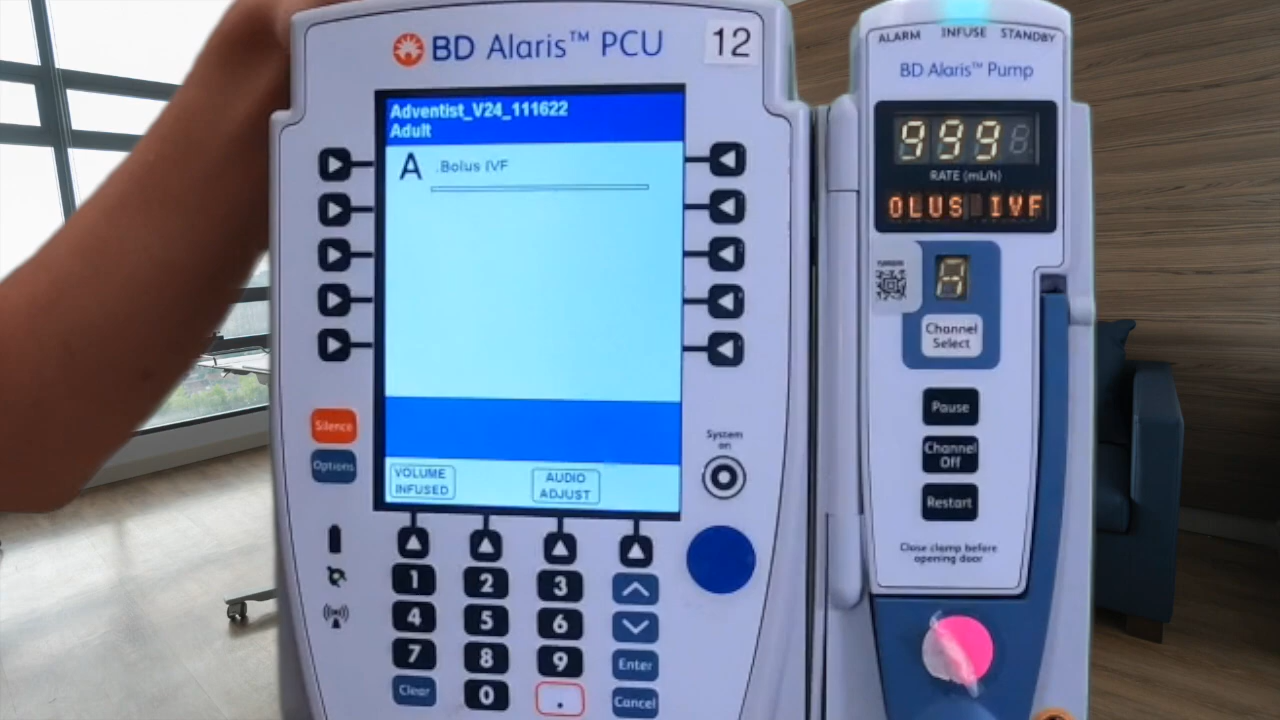 BD Alaris™ PCU
12
Adventist_V24_111622
Adult
A .Bolus IVF
VOLUME
INFUSED
AUDIO
ADJUST
Silence
Options
System
on
1 2 3
4 5 6
7 8 9 Enter
Clear 0 . Cancel
ALARM INFUSE STANDBY
BD Alaris™ Pump
999
RATE (mL/h)
OLUS IVF
A
Channel
Select
Pause
Channel
Off
Restart
Close clamp before
opening door